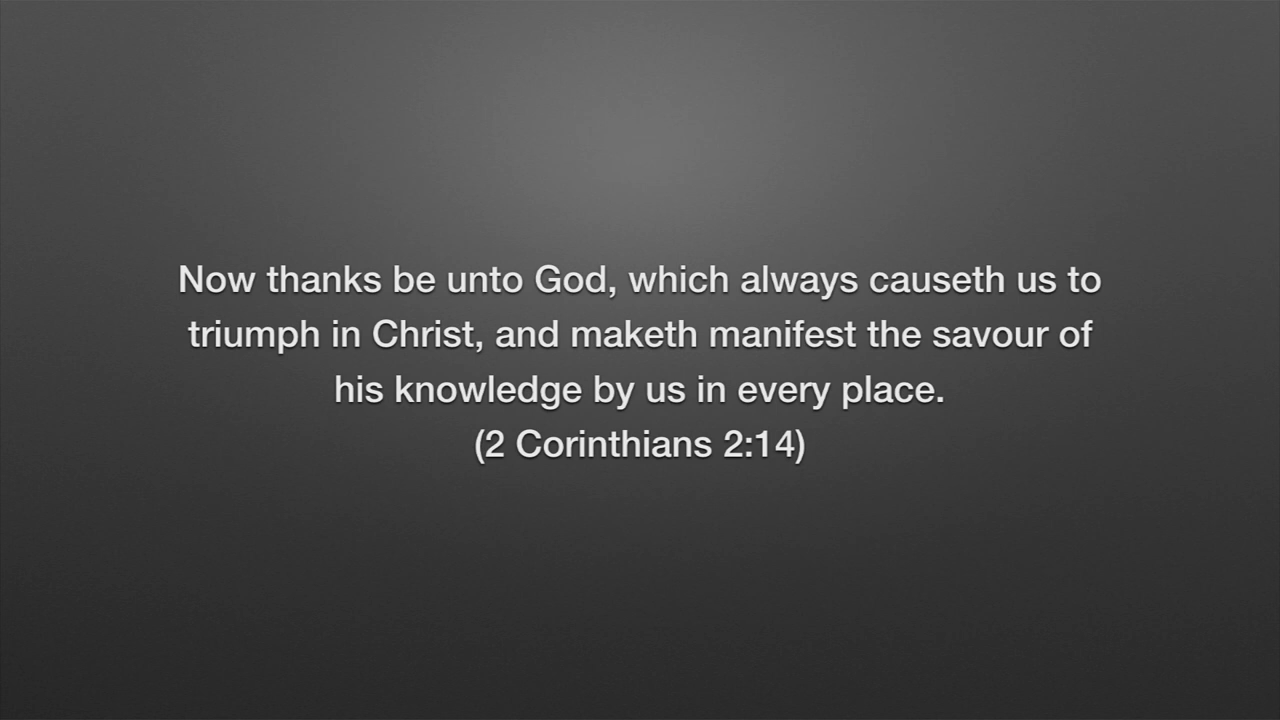 Now thanks be unto God, which always causeth us to
triumph in Christ, and maketh manifest the savour of
his knowledge by us in every place.
(2 Corinthians 2:14)